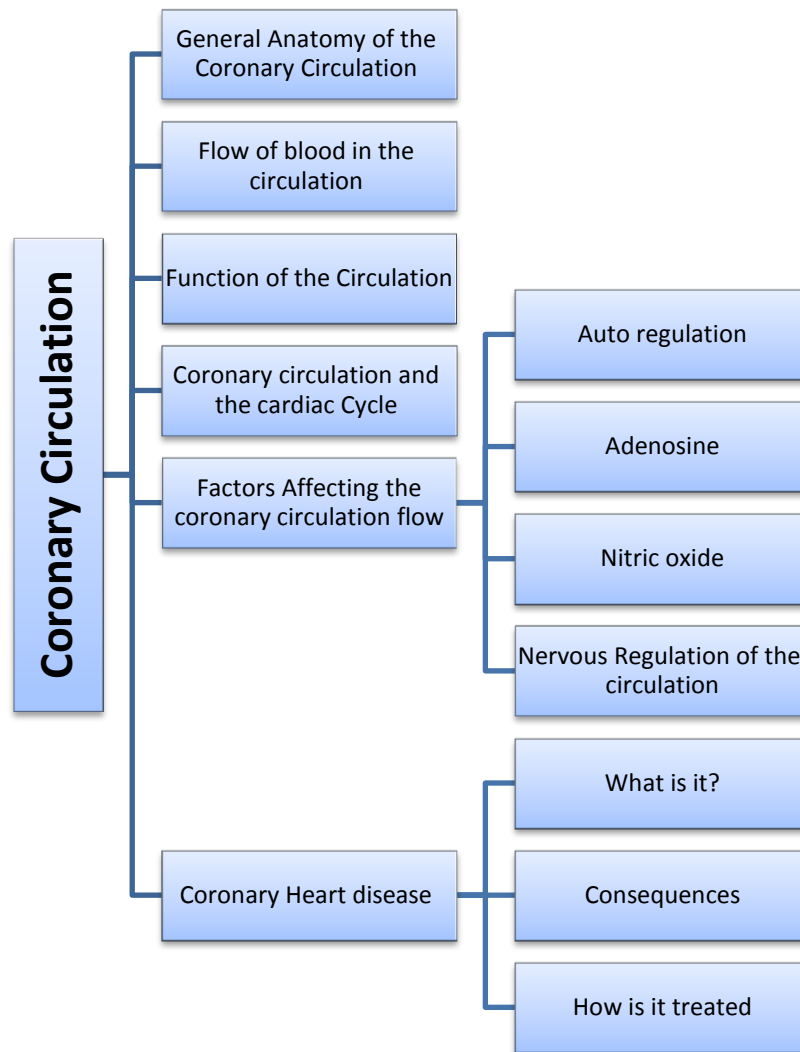 Coronary Circulation
General Anatomy of the
Coronary Circulation
Flow of blood in the
circulation
Function of the Circulation
Coronary circulation and
the cardiac Cycle
Factors Affecting the
coronary circulation flow
Auto regulation
Adenosine
Nitric oxide
Nervous Regulation of the
circulation
Coronary Heart disease
What is it?
Consequences
How is it treated